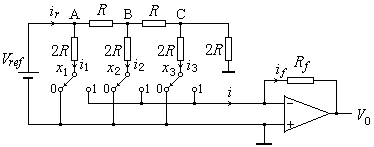 i_r A R B R C
2R 2R 2R 2R
V_ref x_1 i_1 x_2 i_2 x_3 i_3 i_f R_f
0 1 0 1 0 1 i − V_0
+